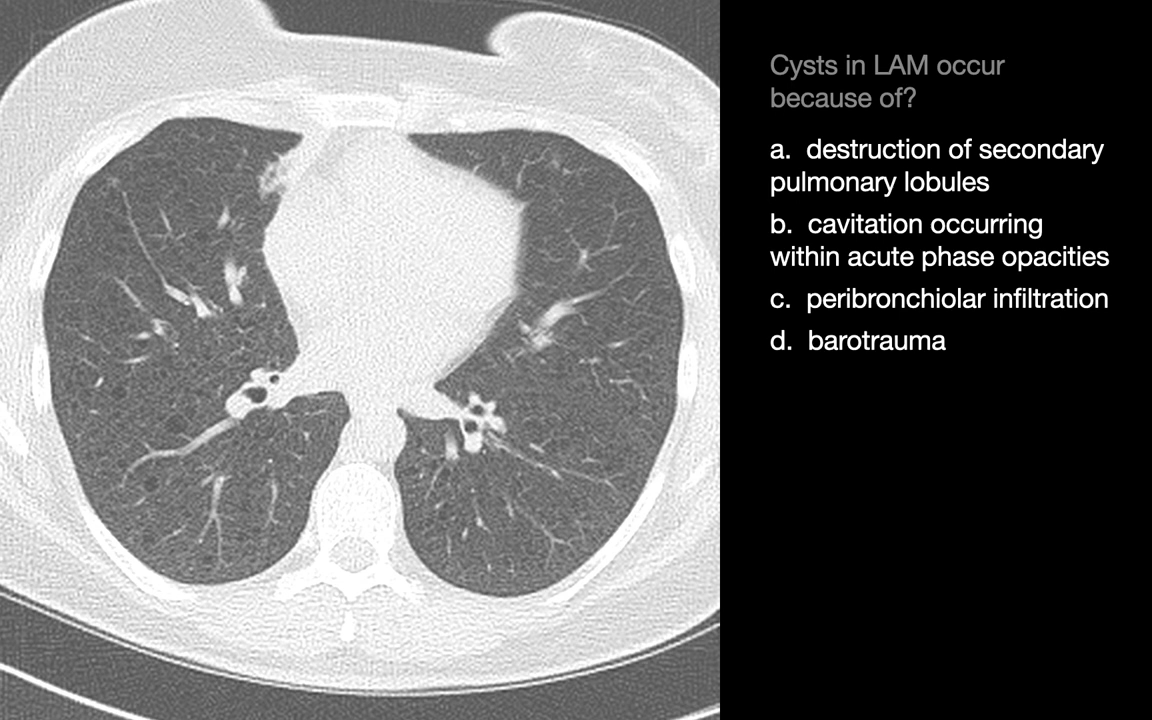 Cysts in LAM occur
because of?
a. destruction of secondary
pulmonary lobules
b. cavitation occurring
within acute phase opacities
c. peribronchiolar infiltration
d. barotrauma